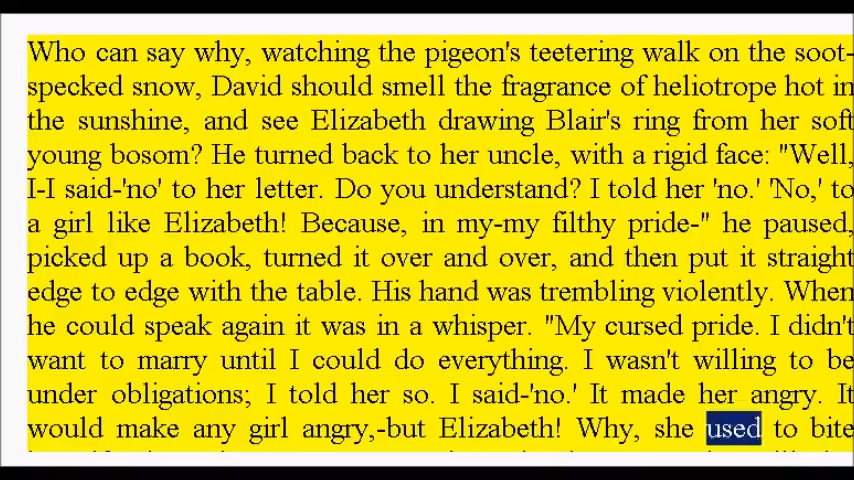 Who can say why, watching the pigeon's teetering walk on the soot-
specked snow, David should smell the fragrance of heliotrope hot in
the sunshine, and see Elizabeth drawing Blair's ring from her soft
young bosom? He turned back to her uncle, with a rigid face: "Well,
I-I said-'no' to her letter. Do you understand? I told her 'no.' 'No,' to
a girl like Elizabeth! Because, in my-my filthy pride-" he paused,
picked up a book, turned it over and over, and then put it straight
edge to edge with the table. His hand was trembling violently. When
he could speak again it was in a whisper. "My cursed pride. I didn't
want to marry until I could do everything. I wasn't willing to be
under obligations; I told her so. I said-'no.' It made her angry. It
would make any girl angry,-but Elizabeth! Why, she used to bite